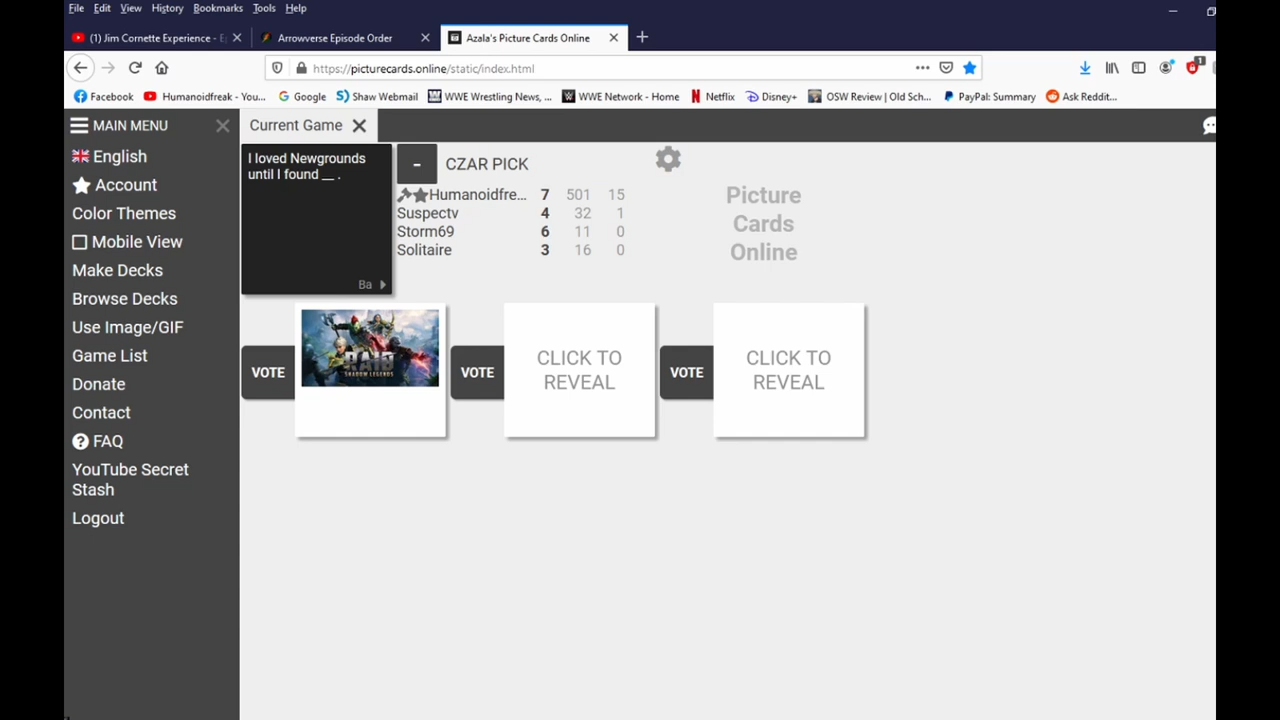 File Edit View History Bookmarks Tools Help
(1) Jim Cornette Experience - E
Arrowverse Episode Order
Azala's Picture Cards Online
https://picturecards.online/static/index.html
Facebook
Humanoidfreak - You...
Google
Shaw Webmail
WWE Wrestling News, ...
WWE Network - Home
Netflix
Disney+
OSW Review | Old Sch...
PayPal: Summary
Ask Reddit...
MAIN MENU
Current Game
English
Account
Color Themes
Mobile View
Make Decks
Browse Decks
Use Image/GIF
Game List
Donate
Contact
FAQ
YouTube Secret
Stash
Logout
I loved Newgrounds
until I found __ .
Ba
- CZAR PICK
Humanoidfre... 7 501 15
Suspectv 4 32 1
Storm69 6 11 0
Solitaire 3 16 0
Picture
Cards
Online
VOTE
RAID
SHADOW LEGENDS
VOTE
CLICK TO
REVEAL
VOTE
CLICK TO
REVEAL